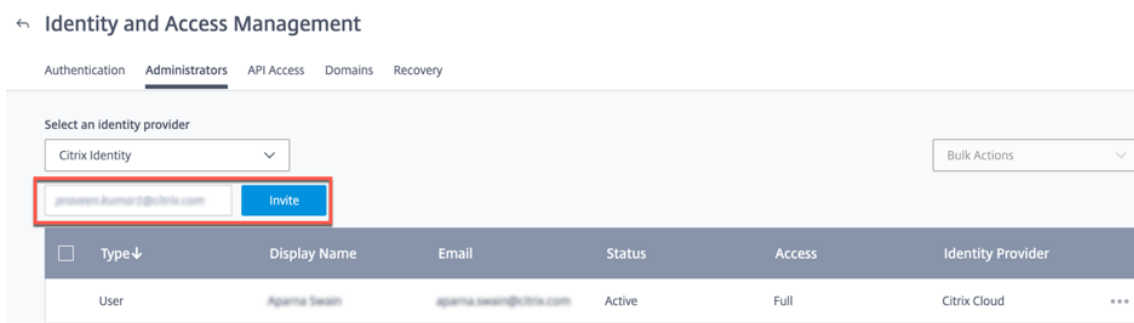 Identity and Access Management
Authentication Administrators API Access Domains Recovery
Select an identity provider
Citrix Identity
Bulk Actions
Invite
Type↓ Display Name Email Status Access Identity Provider
User Active Full Citrix Cloud